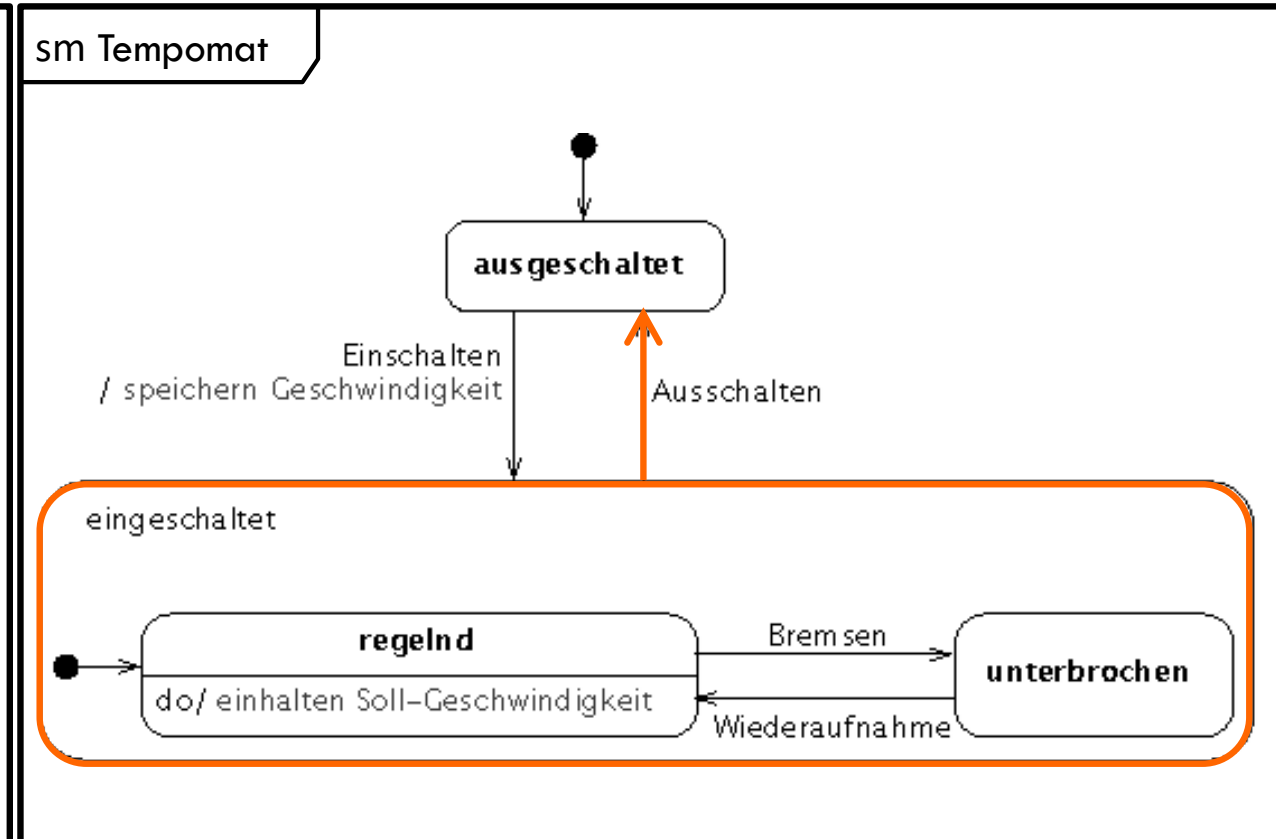 sm Tempomat
ausgeschaltet
Einschalten
/ speichern Geschwindigkeit
Ausschalten
eingeschaltet
regelnd
do/ einhalten Soll-Geschwindigkeit
Bremsen
Wiederaufnahme
unterbrochen